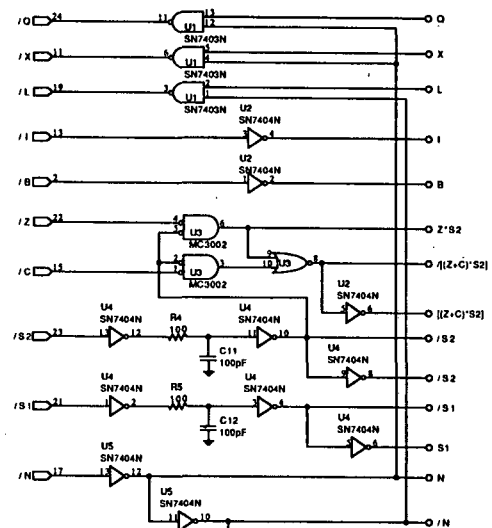 /Q 24 11 13 12 U1 SN7403N Q
/X 11 6 5 4 U1 SN7403N X
/L 19 3 2 1 U1 SN7403N L
/I 13 U2 SN7404N 3 4 I
/B 2 U2 SN7404N 1 2 B
/Z 22 4 5 6 U3 MC3002 Z*S2
/C 15 2 1 3 U3 MC3002 9 10 U3 8 /[(Z+C)*S2]
U2 5 6 SN7404N [(Z+C)*S2]
/S2 23 U4 SN7404N 13 12 R4 100 U4 SN7404N 11 10 /S2
C11 100pF
U4 SN7404N 9 8 /S2
/S1 21 U4 SN7404N 1 2 R5 100 U4 SN7404N 3 4 /S1
C12 100pF
U4 SN7404N 5 6 S1
/N 17 U5 SN7404N 13 12 N
U5 SN7404N 11 10 /N